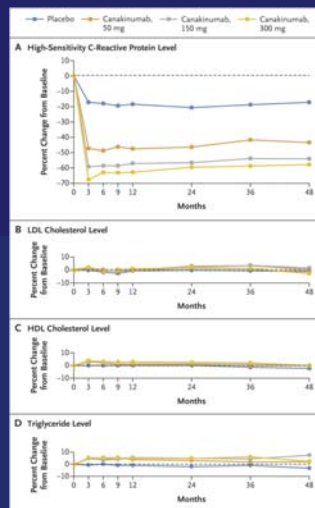 Placebo Canakinumab, 50 mg Canakinumab, 150 mg Canakinumab, 300 mg
A High-Sensitivity C-Reactive Protein Level
Percent Change from Baseline
10
0
-10
-20
-30
-40
-50
-60
-70
0 3 6 9 12 24 36 48
Months
B LDL Cholesterol Level
Percent Change from Baseline
10
0
-10
0 3 6 9 12 24 36 48
Months
C HDL Cholesterol Level
Percent Change from Baseline
10
0
-10
0 3 6 9 12 24 36 48
Months
D Triglyceride Level
Percent Change from Baseline
10
0
-10
0 3 6 9 12 24 36 48
Months